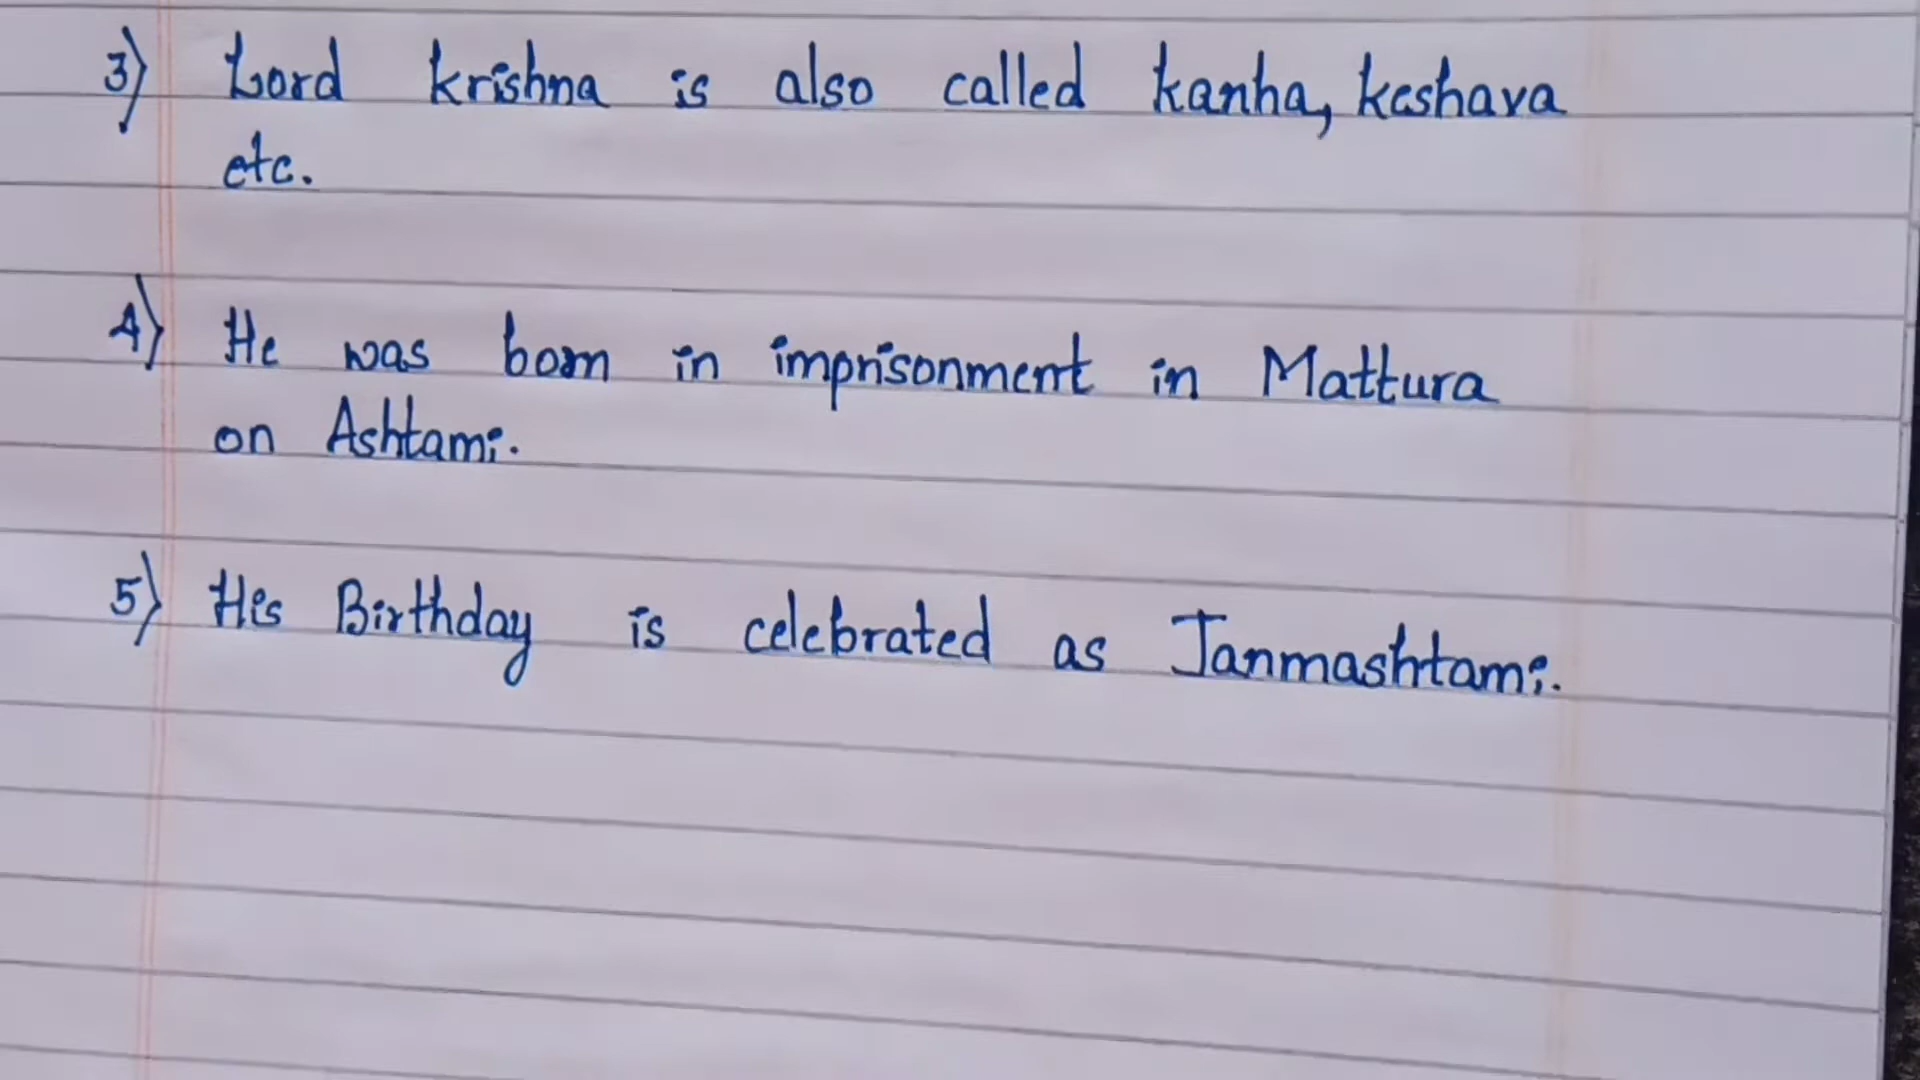 3) Lord krishna is also called kanha, keshava
etc.
4) He was born in imprisonment in Mattura
on Ashtami.
5) His Birthday is celebrated as Janmashtami.